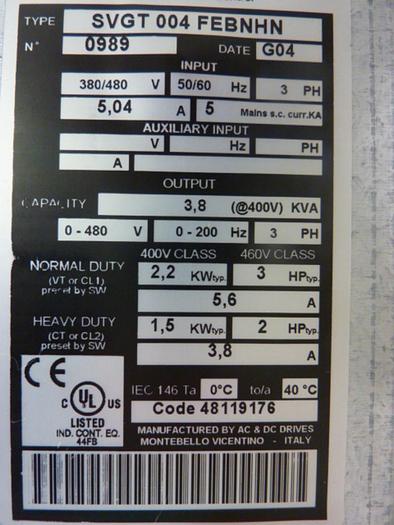 TYPE SVGT 004 FEBNHN
N° 0989 DATE G04
INPUT
380/480 V 50/60 Hz 3 PH
5,04 A 5 Mains s.c. curr.KA
AUXILIARY INPUT
V Hz PH
A
OUTPUT
CAPACITY 3,8 (@400V) KVA
0 - 480 V 0 - 200 Hz 3 PH
400V CLASS 460V CLASS
NORMAL DUTY 2,2 KWtyp. 3 HPtyp.
(VT or CL1)
preset by SW 5,6 A
HEAVY DUTY 1,5 KWtyp. 2 HPtyp.
(CT or CL2)
preset by SW 3,8 A
CE
IEC 146 Ta 0°C to/a 40 °C
C UL US
LISTED
IND. CONT. EQ.
44FB
Code 48119176
MANUFACTURED BY AC & DC DRIVES
MONTEBELLO VICENTINO - ITALY